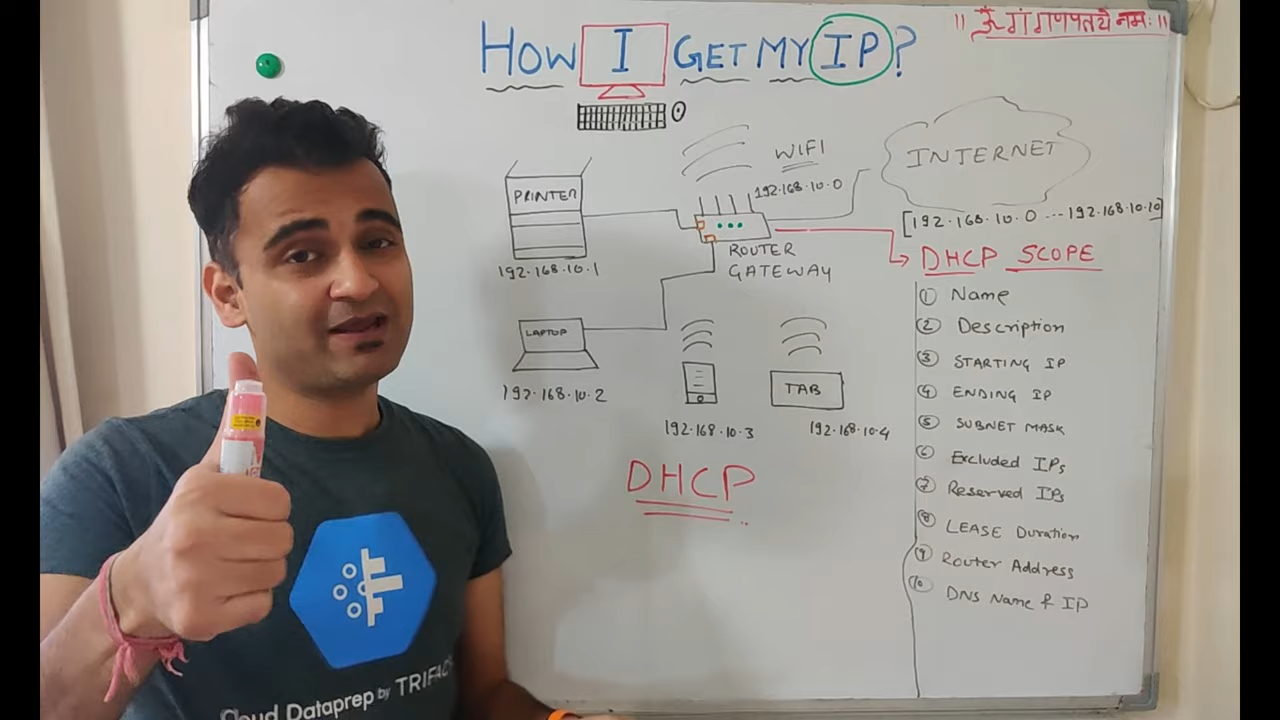 || ॐ गं गणपतये नमः ||
HOW I GET MY IP?
WIFI
INTERNET
PRINTER
192.168.10.0
[192.168.10.0 ---- 192.168.10.10]
ROUTER
GATEWAY
192.168.10.1
DHCP SCOPE
① Name
② Description
③ STARTING IP
④ ENDING IP
⑤ SUBNET MASK
⑥ Excluded IPs
⑦ Reserved IPs
⑧ LEASE Duration
⑨ Router Address
⑩ DNS Name & IP
LAPTOP
192.168.10.2
TAB
192.168.10.3
192.168.10.4
DHCP
Cloud Dataprep by TRIFAC